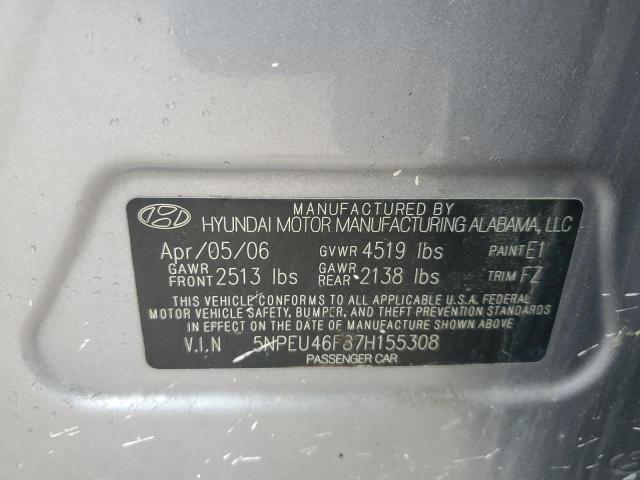 MANUFACTURED BY
HYUNDAI MOTOR MANUFACTURING ALABAMA, LLC
Apr/05/06 GVWR 4519 lbs PAINT E1
GAWR FRONT 2513 lbs GAWR REAR 2138 lbs TRIM FZ
THIS VEHICLE CONFORMS TO ALL APPLICABLE U.S.A. FEDERAL
MOTOR VEHICLE SAFETY, BUMPER, AND THEFT PREVENTION STANDARDS
IN EFFECT ON THE DATE OF MANUFACTURE SHOWN ABOVE
V.I.N 5NPEU46F87H155308
PASSENGER CAR